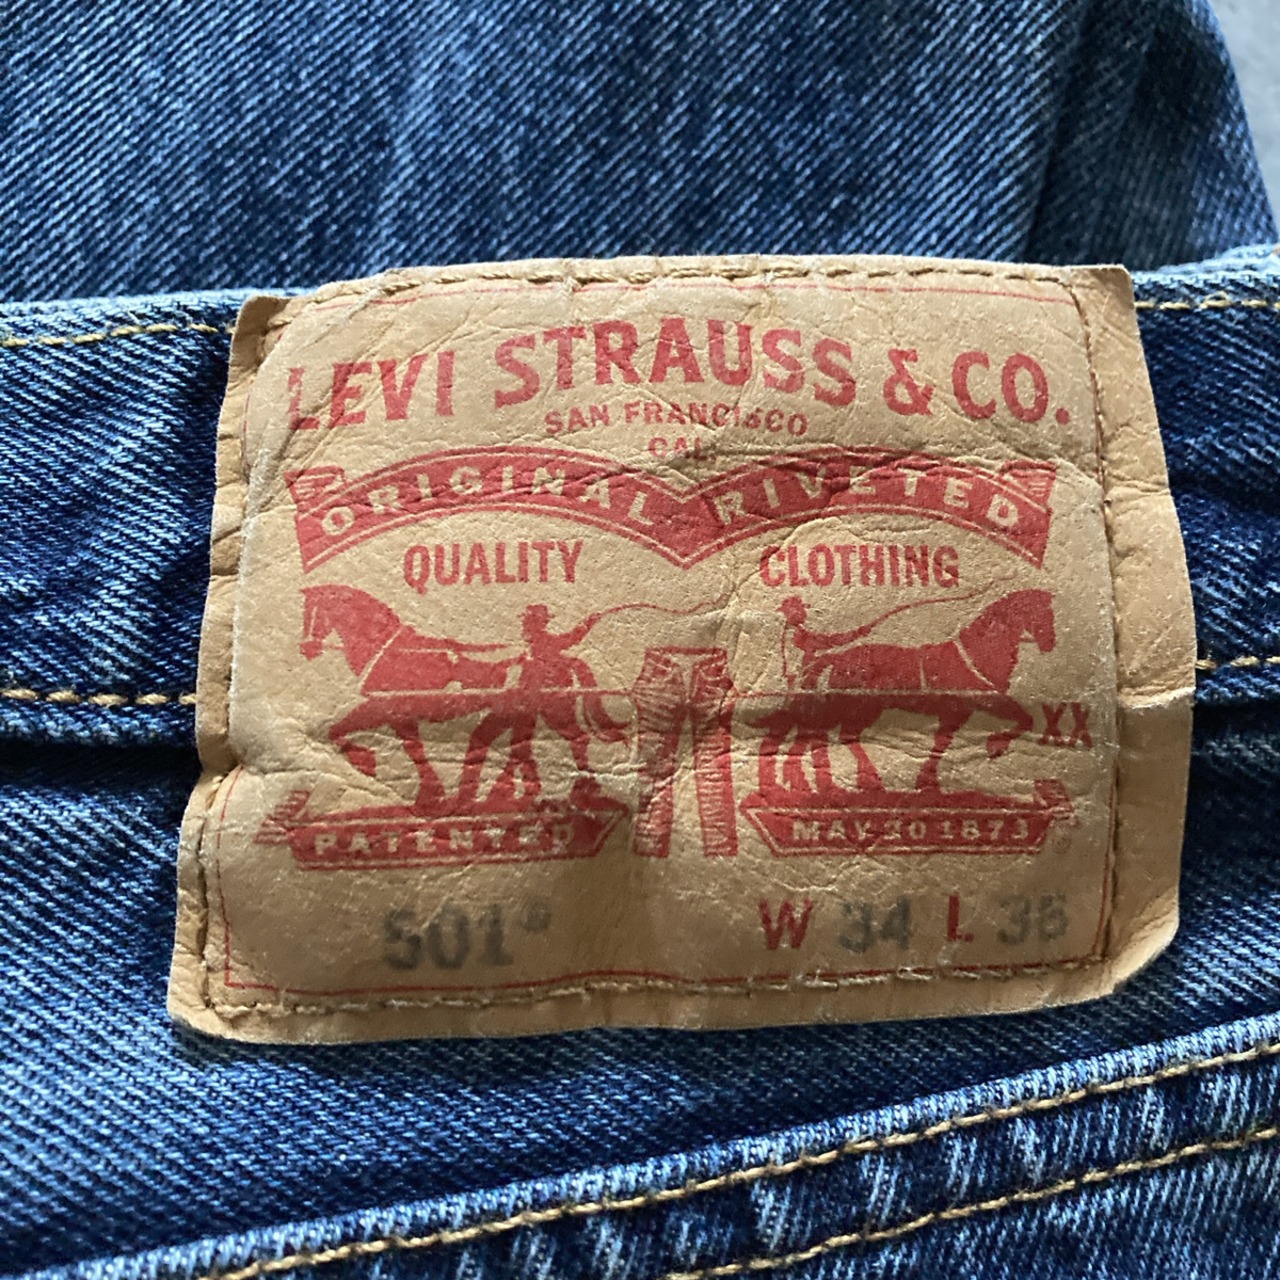 LEVI STRAUSS & CO.
SAN FRANCISCO
CAL.
ORIGINAL RIVETED
QUALITY CLOTHING
XX
PATENTED MAY 20 1873
501® W 34 L 36